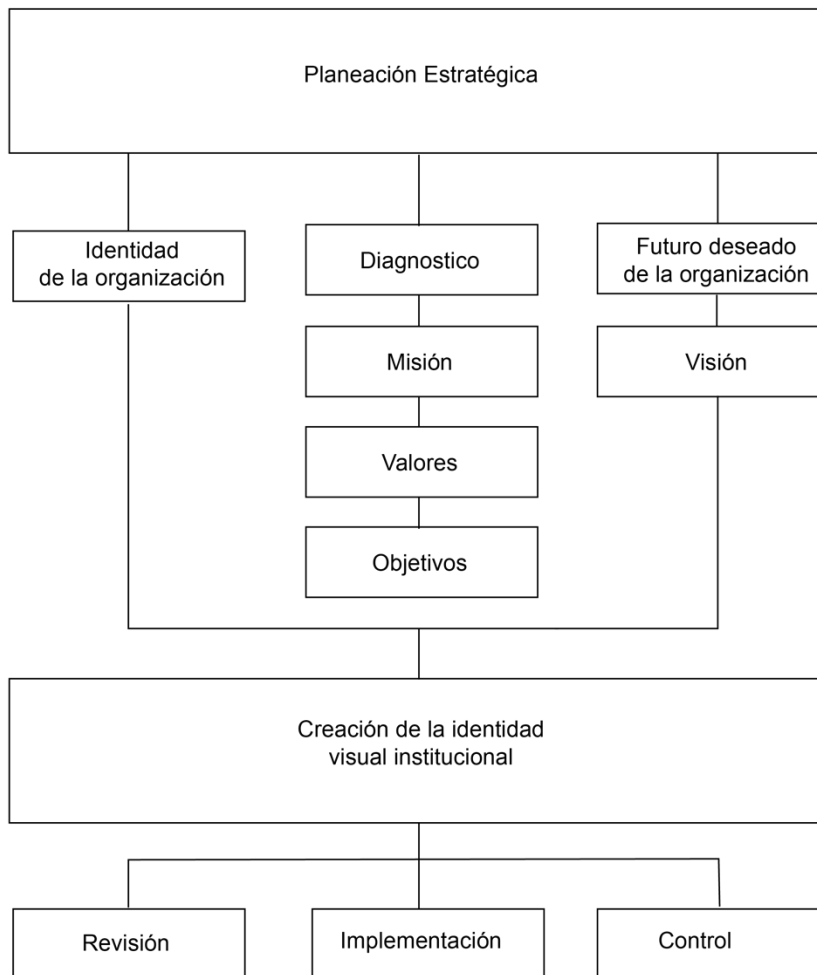 Planeación Estratégica
Identidad
de la organización
Diagnostico
Futuro deseado
de la organización
Misión
Visión
Valores
Objetivos
Creación de la identidad
visual institucional
Revisión
Implementación
Control